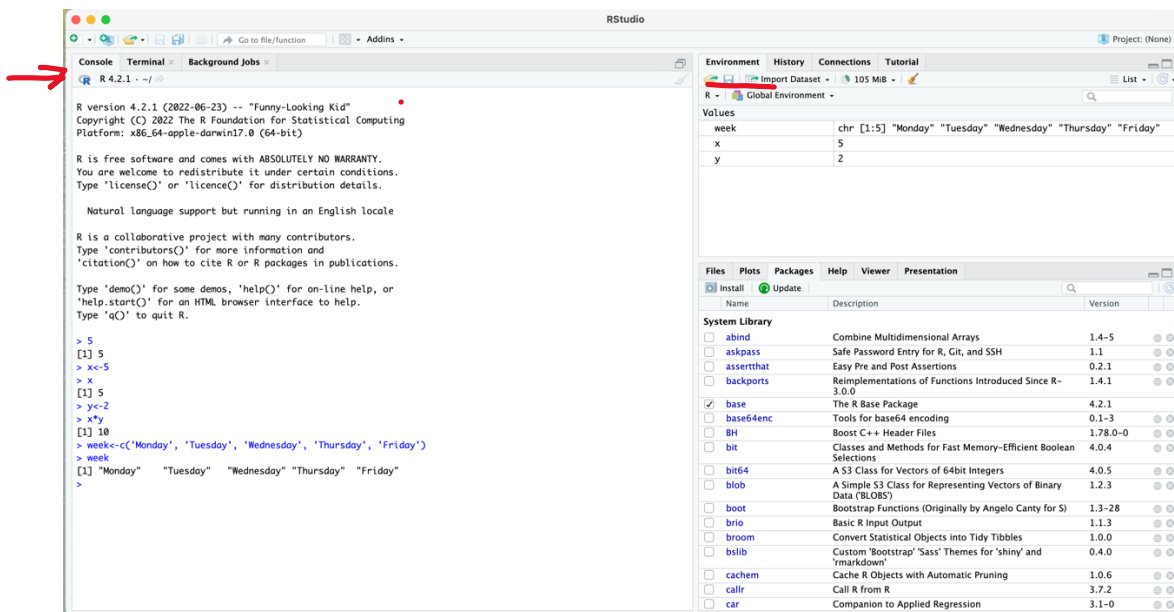 RStudio
Go to file/function
Addins
Project: (None)
Console Terminal Background Jobs
R 4.2.1 · ~/
R version 4.2.1 (2022-06-23) -- "Funny-Looking Kid"
Copyright (C) 2022 The R Foundation for Statistical Computing
Platform: x86_64-apple-darwin17.0 (64-bit)
R is free software and comes with ABSOLUTELY NO WARRANTY.
You are welcome to redistribute it under certain conditions.
Type 'license()' or 'licence()' for distribution details.
Natural language support but running in an English locale
R is a collaborative project with many contributors.
Type 'contributors()' for more information and
'citation()' on how to cite R or R packages in publications.
Type 'demo()' for some demos, 'help()' for on-line help, or
'help.start()' for an HTML browser interface to help.
Type 'q()' to quit R.
> 5
[1] 5
> x<-5
> x
[1] 5
> y<-2
> x*y
[1] 10
> week<-c('Monday', 'Tuesday', 'Wednesday', 'Thursday', 'Friday')
> week
[1] "Monday"    "Tuesday"   "Wednesday" "Thursday"  "Friday"
>
Environment History Connections Tutorial
Import Dataset 105 MiB List
R Global Environment
Values
week chr [1:5] "Monday" "Tuesday" "Wednesday" "Thursday" "Friday"
x 5
y 2
Files Plots Packages Help Viewer Presentation
Install Update
Name Description Version
System Library
abind Combine Multidimensional Arrays 1.4-5
askpass Safe Password Entry for R, Git, and SSH 1.1
assertthat Easy Pre and Post Assertions 0.2.1
backports Reimplementations of Functions Introduced Since R- 1.4.1
3.0.0
base The R Base Package 4.2.1
base64enc Tools for base64 encoding 0.1-3
BH Boost C++ Header Files 1.78.0-0
bit Classes and Methods for Fast Memory-Efficient Boolean 4.0.4
Selections
bit64 A S3 Class for Vectors of 64bit Integers 4.0.5
blob A Simple S3 Class for Representing Vectors of Binary 1.2.3
Data ('BLOBS')
boot Bootstrap Functions (Originally by Angelo Canty for S) 1.3-28
brio Basic R Input Output 1.1.3
broom Convert Statistical Objects into Tidy Tibbles 1.0.0
bslib Custom 'Bootstrap' 'Sass' Themes for 'shiny' and 0.4.0
'rmarkdown'
cachem Cache R Objects with Automatic Pruning 1.0.6
callr Call R from R 3.7.2
car Companion to Applied Regression 3.1-0